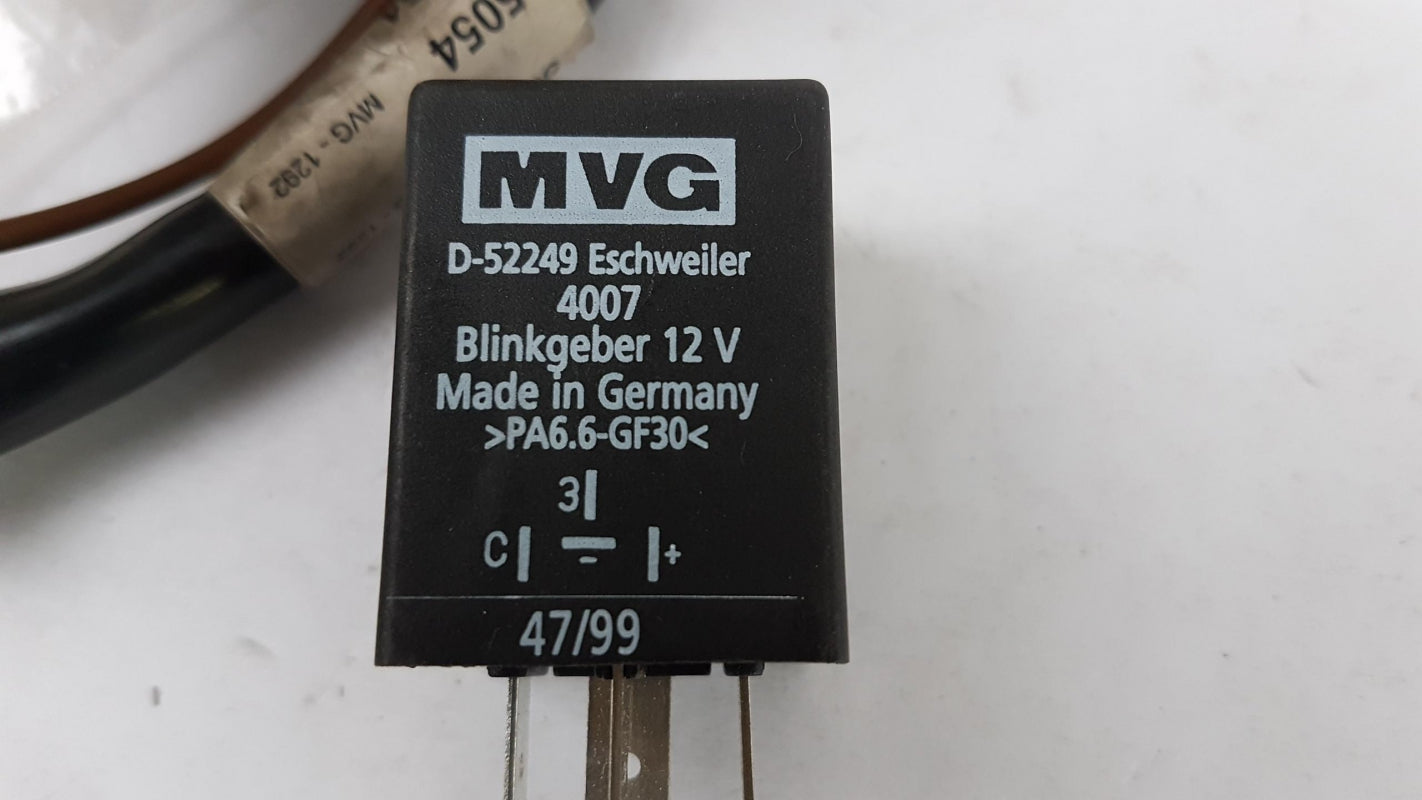 5054
MVG - 1292
MVG
D-52249 Eschweiler
4007
Blinkgeber 12 V
Made in Germany
>PA6.6-GF30<
3
C - +
47/99